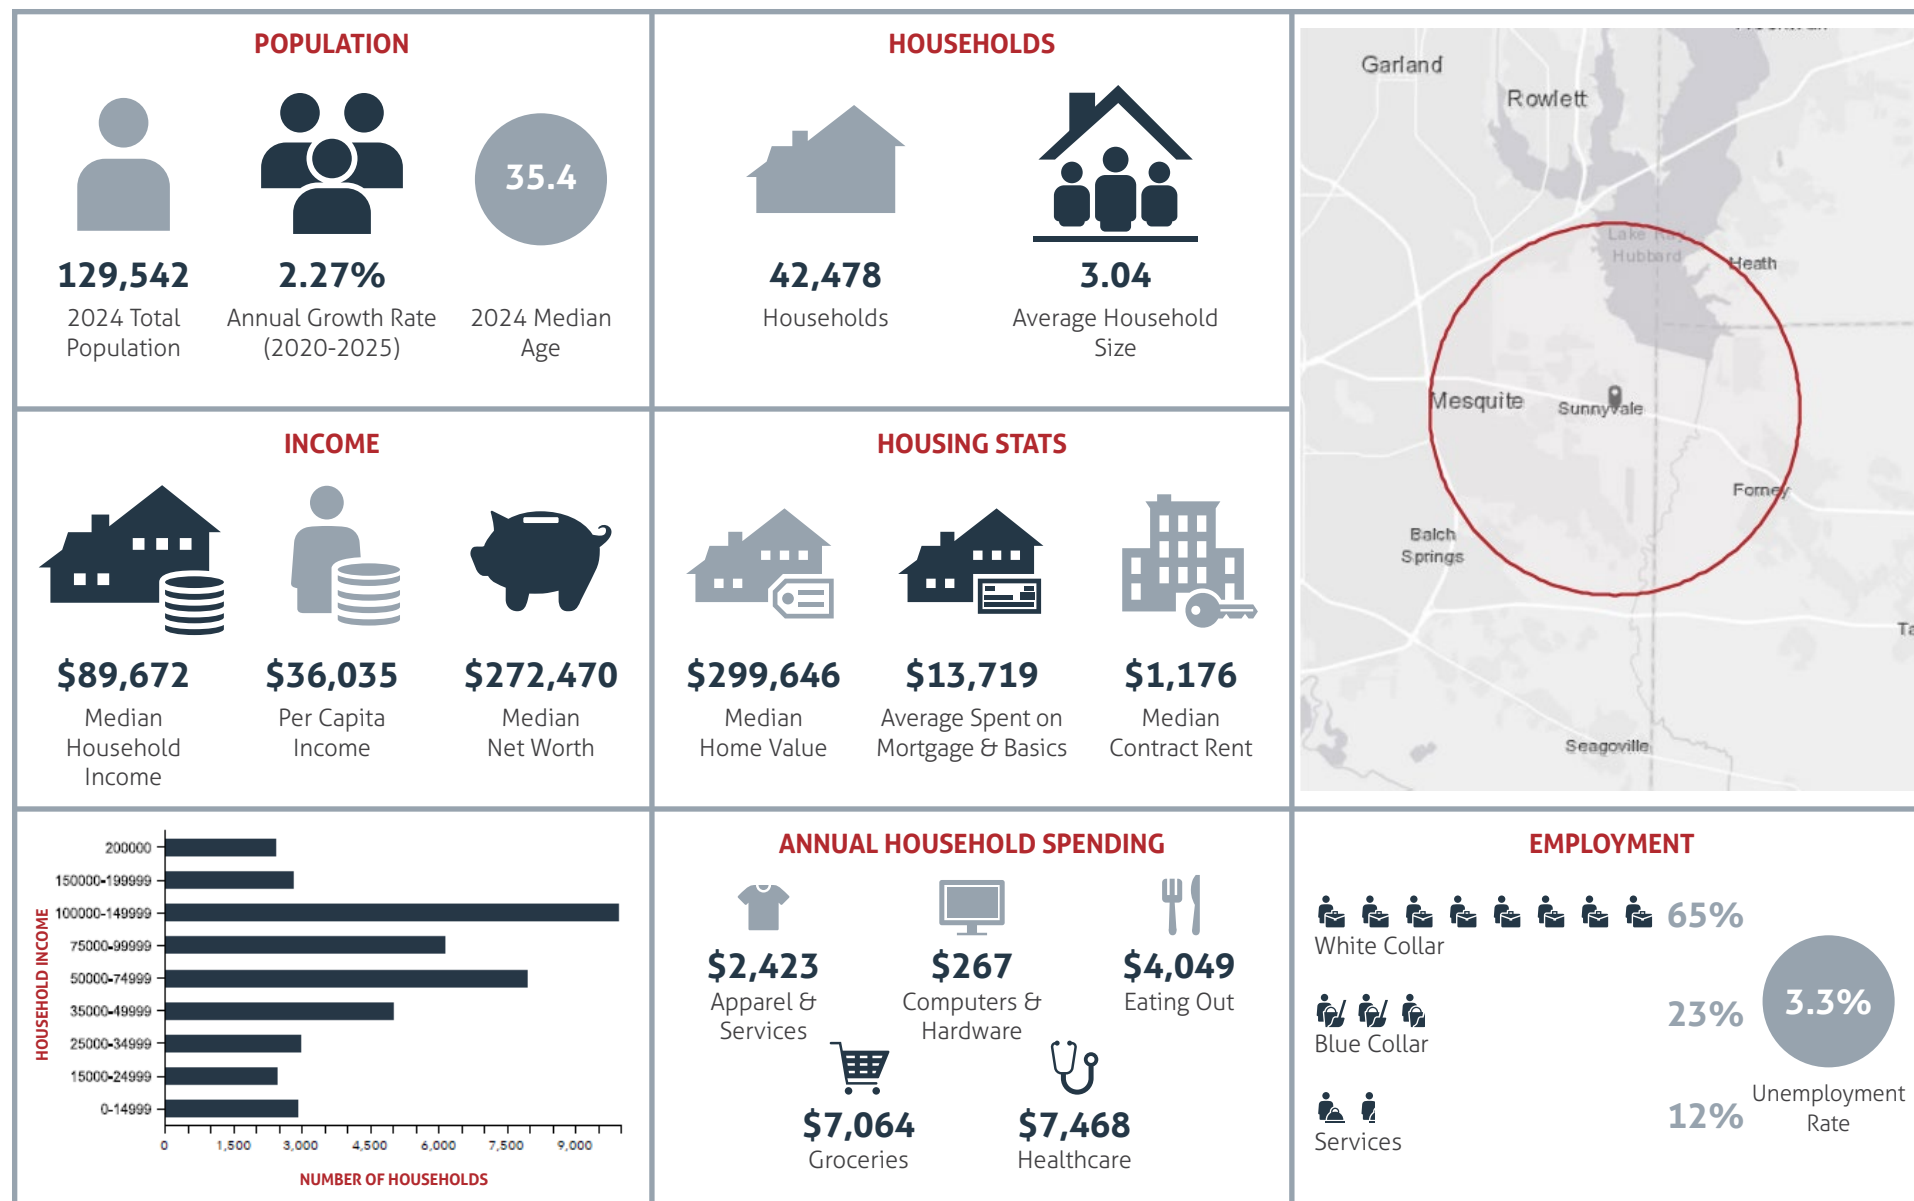 POPULATION
129,542
2024 Total
Population
2.27%
Annual Growth Rate
(2020-2025)
35.4
2024 Median
Age
HOUSEHOLDS
42,478
Households
3.04
Average Household
Size
Garland
Rowlett
Lake Ray
Hubbard
Heath
Mesquite
Sunnyvale
Forney
Balch
Springs
Seagoville
INCOME
$89,672
Median
Household
Income
$36,035
Per Capita
Income
$272,470
Median
Net Worth
HOUSING STATS
$299,646
Median
Home Value
$13,719
Average Spent on
Mortgage & Basics
$1,176
Median
Contract Rent
HOUSEHOLD INCOME
200000
150000-199999
100000-149999
75000-99999
50000-74999
35000-49999
25000-34999
15000-24999
0-14999
0 1,500 3,000 4,500 6,000 7,500 9,000
NUMBER OF HOUSEHOLDS
ANNUAL HOUSEHOLD SPENDING
$2,423
Apparel &
Services
$267
Computers &
Hardware
$4,049
Eating Out
$7,064
Groceries
$7,468
Healthcare
EMPLOYMENT
65%
White Collar
23%
Blue Collar
12%
Services
3.3%
Unemployment
Rate